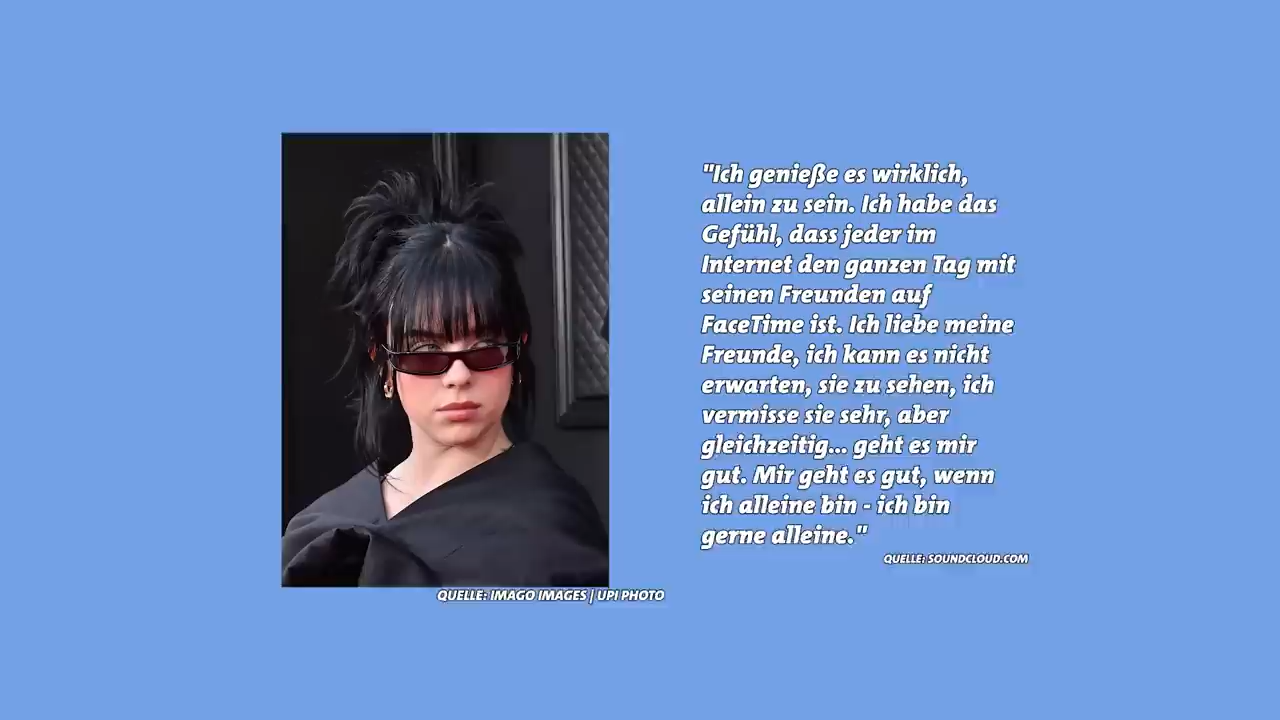 "Ich genieße es wirklich,
allein zu sein. Ich habe das
Gefühl, dass jeder im
Internet den ganzen Tag mit
seinen Freunden auf
FaceTime ist. Ich liebe meine
Freunde, ich kann es nicht
erwarten, sie zu sehen, ich
vermisse sie sehr, aber
gleichzeitig... geht es mir
gut. Mir geht es gut, wenn
ich alleine bin - ich bin
gerne alleine."
QUELLE: SOUNDCLOUD.COM
QUELLE: IMAGO IMAGES | UPI PHOTO